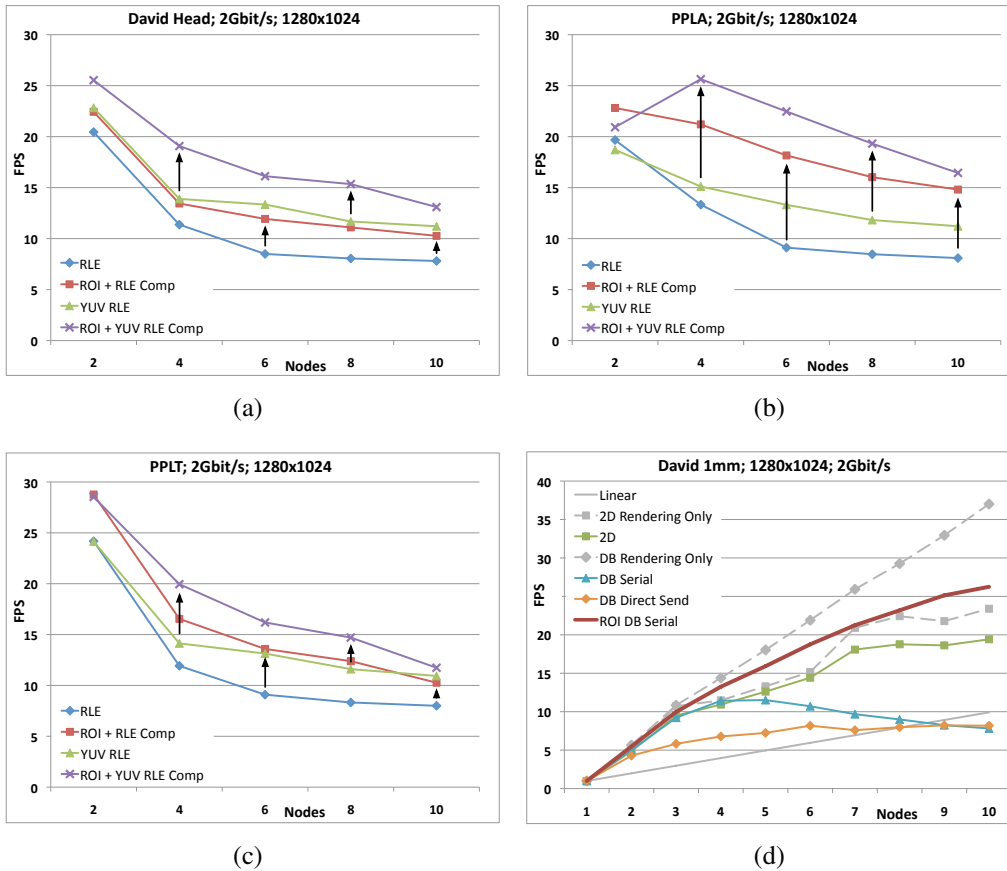 David Head; 2Gbit/s; 1280x1024
30
25
20
15
10
5
0
FPS
RLE
ROI + RLE Comp
YUV RLE
ROI + YUV RLE Comp
2 4 6 8 10
Nodes
(a)
PPLA; 2Gbit/s; 1280x1024
30
25
20
15
10
5
0
FPS
RLE
ROI + RLE Comp
YUV RLE
ROI + YUV RLE Comp
2 4 6 8 10
Nodes
(b)
PPLT; 2Gbit/s; 1280x1024
30
25
20
15
10
5
0
FPS
RLE
ROI + RLE Comp
YUV RLE
ROI + YUV RLE Comp
2 4 6 8 10
Nodes
(c)
David 1mm; 1280x1024; 2Gbit/s
40
35
30
25
20
15
10
5
0
FPS
Linear
2D Rendering Only
2D
DB Rendering Only
DB Serial
DB Direct Send
ROI DB Serial
1 2 3 4 5 6 7 8 9 10
Nodes
(d)